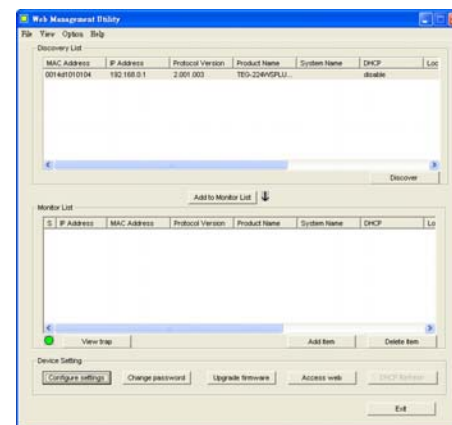 Web Management Utility
File View Option Help
Discovery List
MAC Address IP Address Protocol Version Product Name System Name DHCP Loc
0014d1010104 192.168.0.1 2.001.003 TEG-224WSPLU... disable
Discover
Add to Monitor List
Monitor List
S IP Address MAC Address Protocol Version Product Name System Name DHCP Lo
View trap Add Item Delete Item
Device Setting
Configure settings Change password Upgrade firmware Access web DHCP Refresh
Exit